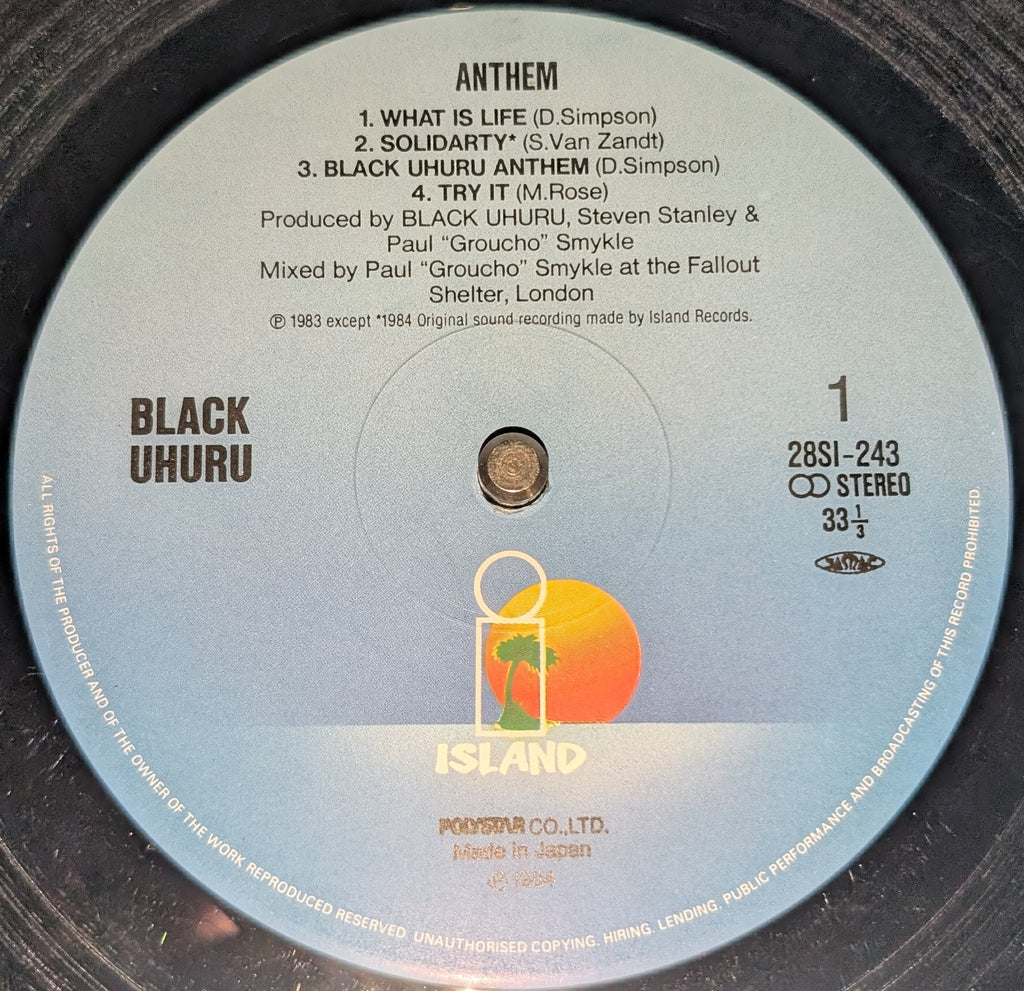 ANTHEM
1. WHAT IS LIFE (D.Simpson)
2. SOLIDARTY* (S.Van Zandt)
3. BLACK UHURU ANTHEM (D.Simpson)
4. TRY IT (M.Rose)
Produced by BLACK UHURU, Steven Stanley &
Paul “Groucho” Smykle
Mixed by Paul “Groucho” Smykle at the Fallout
Shelter, London
℗ 1983 except *1984 Original sound recording made by Island Records.
BLACK
UHURU
1
28SI-243
STEREO
33 1/3
JASRAC
i
ISLAND
POLYSTAR CO.,LTD.
Made in Japan
℗ 1984
ALL RIGHTS OF THE PRODUCER AND OF THE OWNER OF THE WORK REPRODUCED RESERVED. UNAUTHORISED COPYING. HIRING. LENDING. PUBLIC PERFORMANCE AND BROADCASTING OF THIS RECORD PROHIBITED.